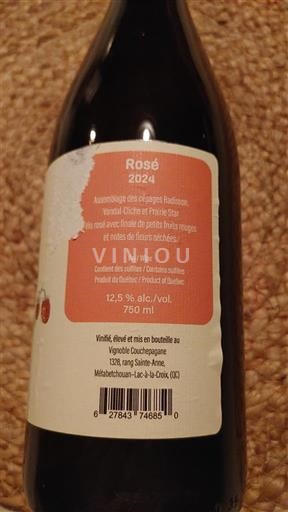 Rosé
2024
Assemblage des cépages Radisson,
Vandal-Cliche et Prairie Star
Un rosé avec finale de petits fruits rouges
et notes de fleurs séchées.
VINIOU
Contient des sulfites / Contains sulfites
Produit du Québec / Product of Quebec
12,5 % alc./vol.
750 ml
Vinifié, élevé et mis en bouteille au
Vignoble Couchepagane
1328, rang Sainte-Anne,
Métabetchouan–Lac-à-la-Croix, (QC)
6 27843 74685 0